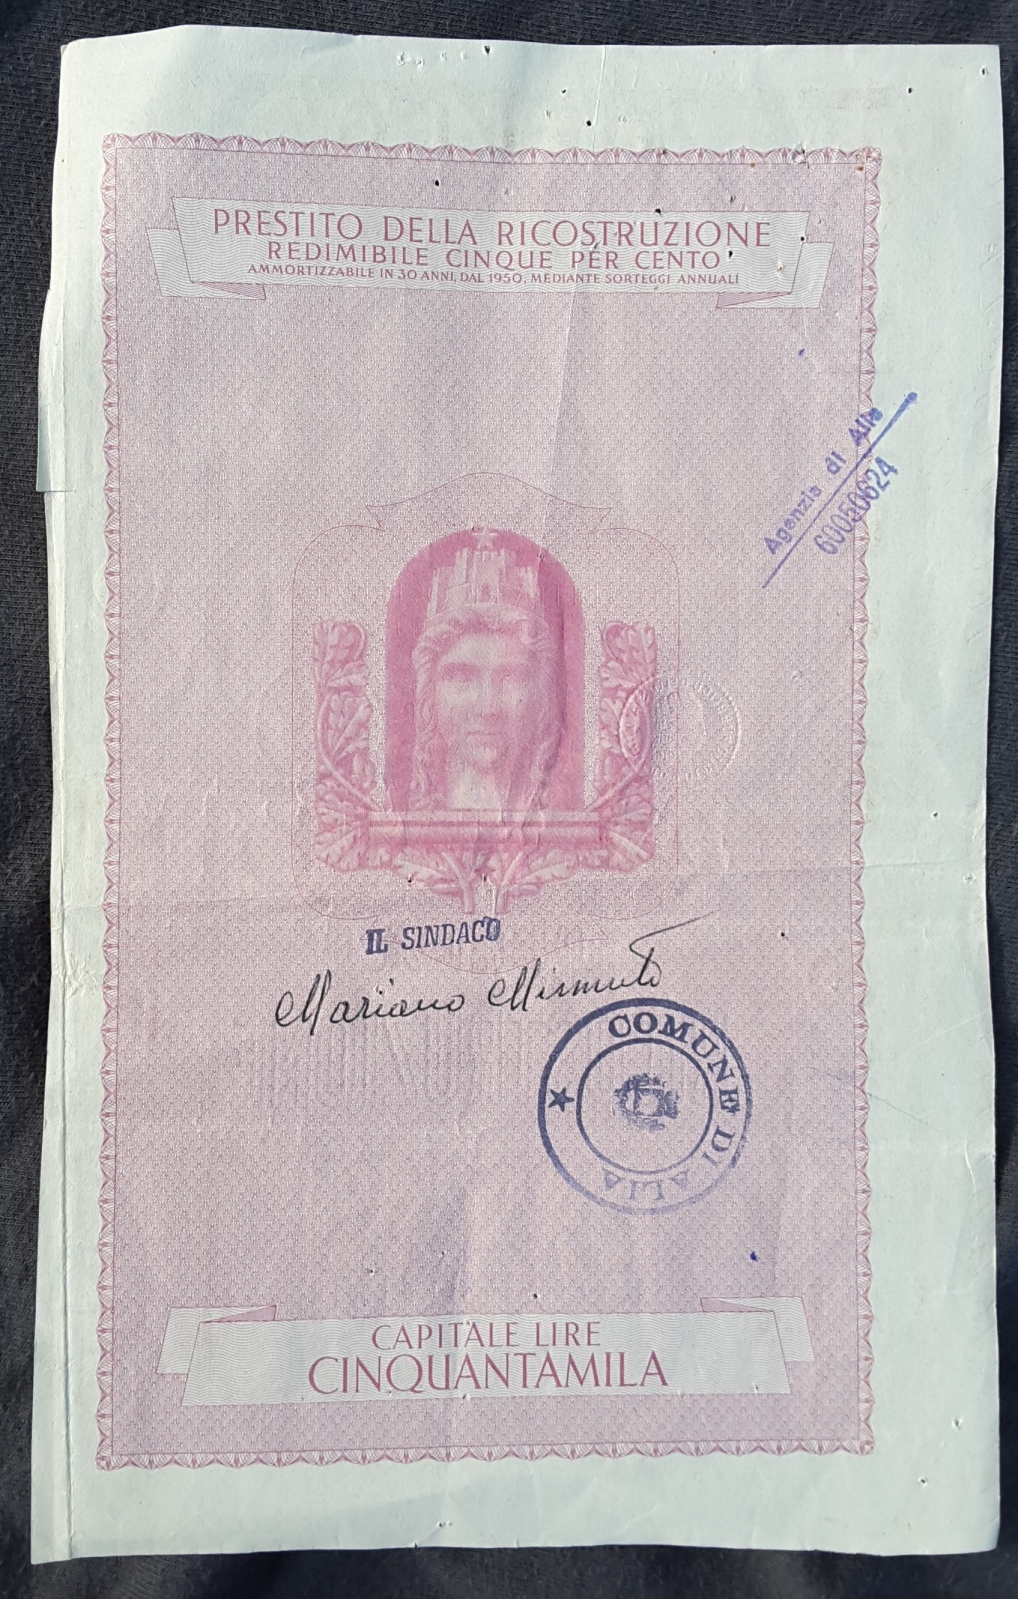 PRESTITO DELLA RICOSTRUZIONE
REDIMIBILE CINQUE PER CENTO
AMMORTIZZABILE IN 30 ANNI, DAL 1950, MEDIANTE SORTEGGI ANNUALI
Agenzia di Alia
60050624
IL SINDACO
Mariano Mirmuto
COMUNE DI ALIA
CAPITALE LIRE
CINQUANTAMILA